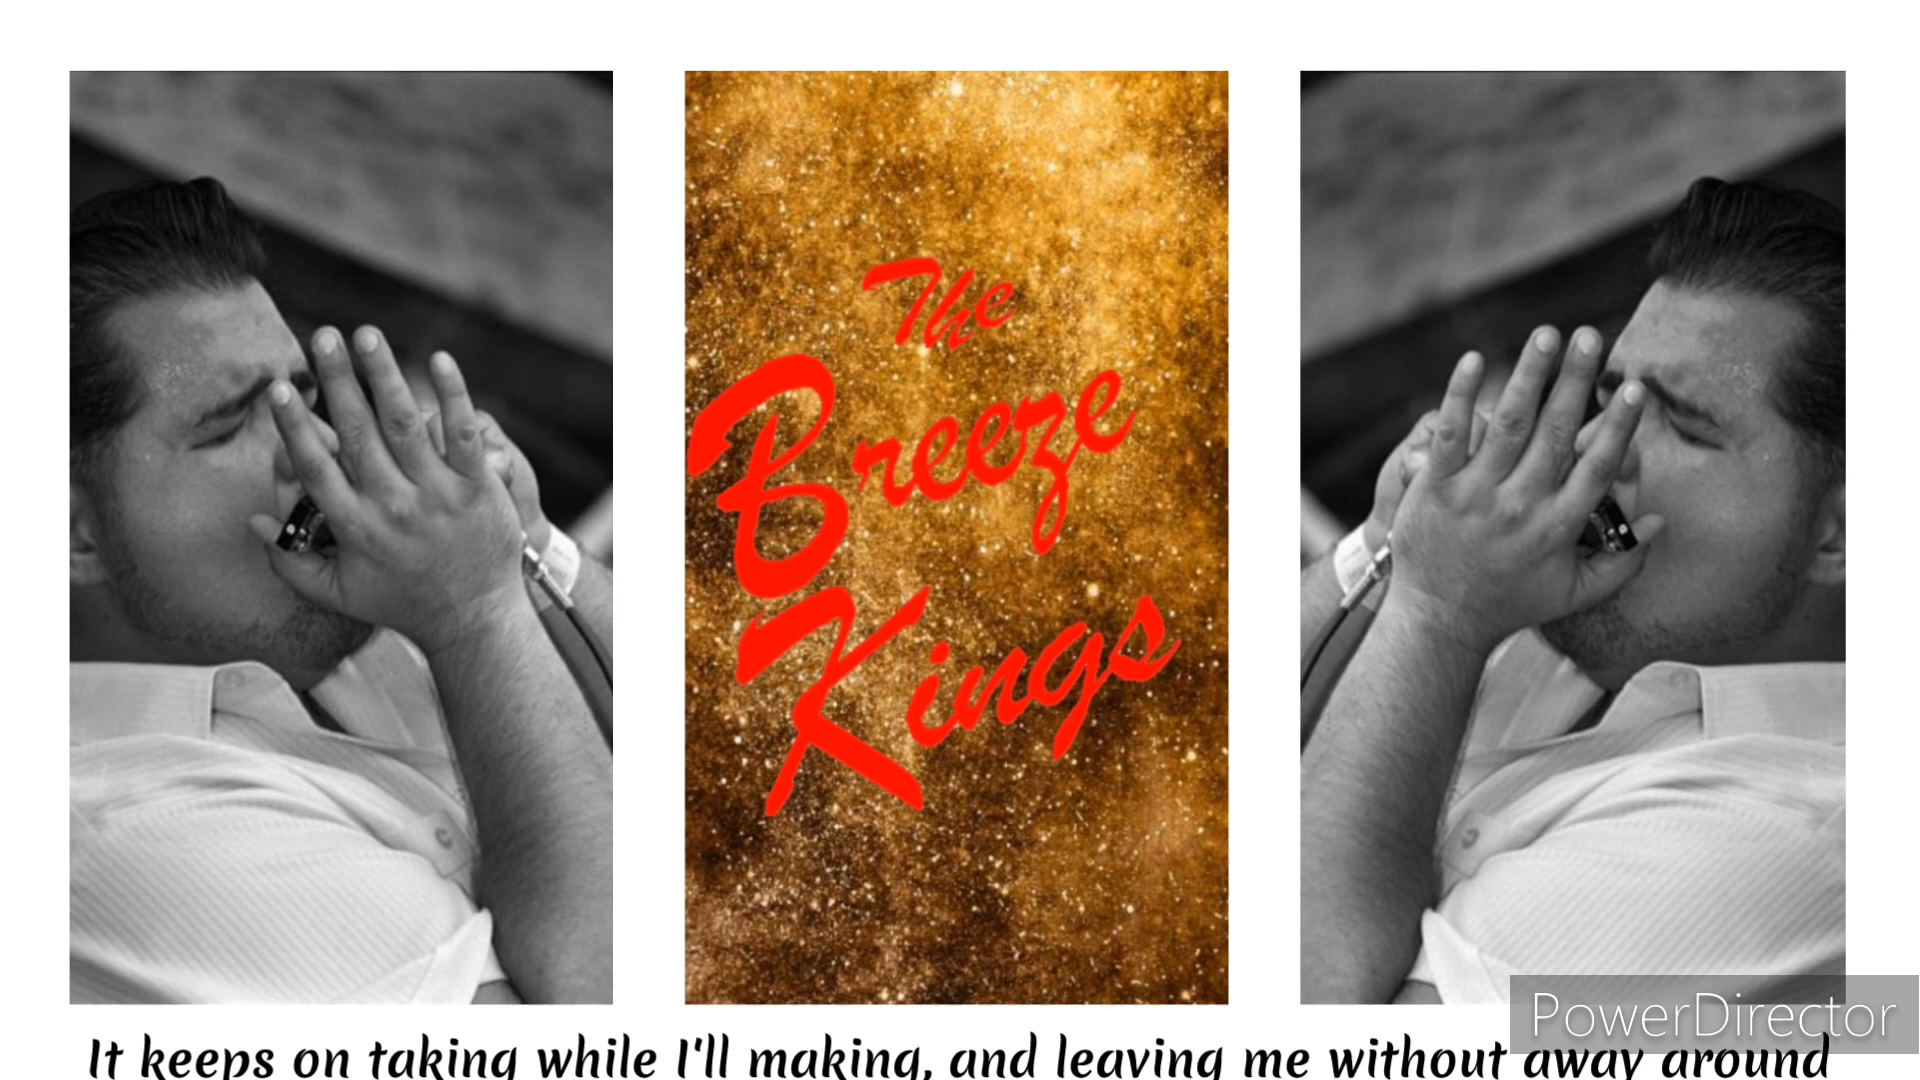 The
Breeze
Kings
PowerDirector
It keeps on taking while I'll making, and leaving me without away around